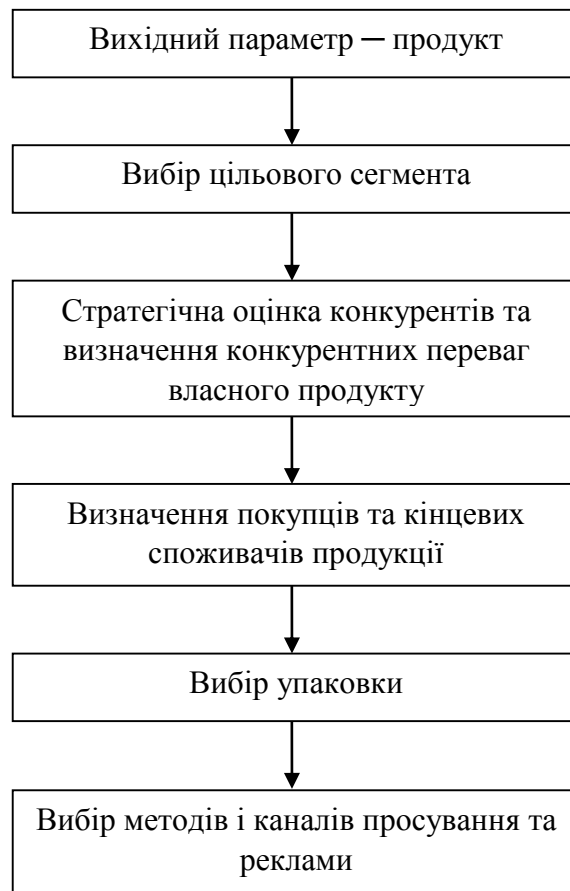 Вихідний параметр — продукт
Вибір цільового сегмента
Стратегічна оцінка конкурентів та
визначення конкурентних переваг
власного продукту
Визначення покупців та кінцевих
споживачів продукції
Вибір упаковки
Вибір методів і каналів просування та
реклами